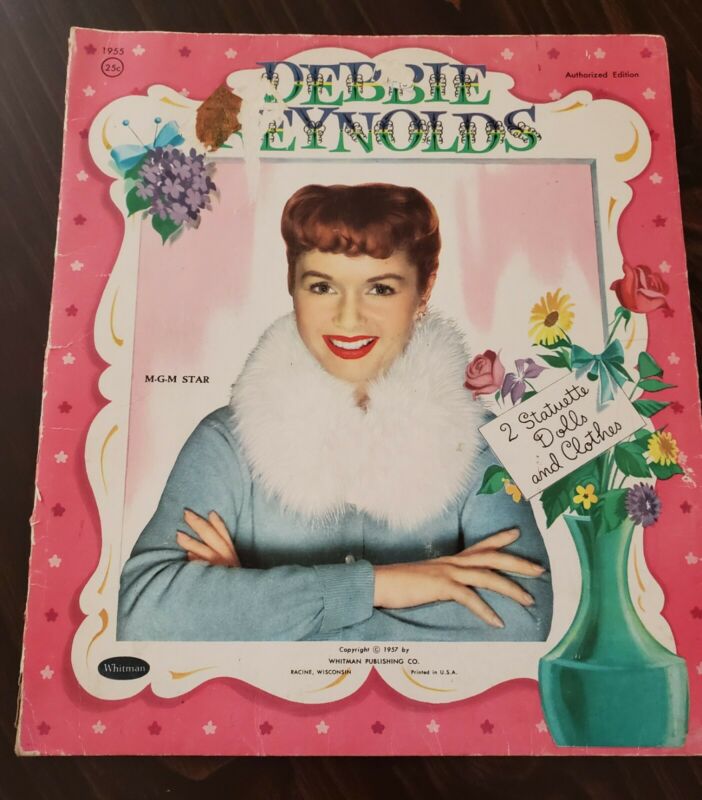 1955
25c
Authorized Edition
DEBBIE
REYNOLDS
M-G-M STAR
2 Statuette
Dolls
and Clothes
Copyright © 1957 by
WHITMAN PUBLISHING CO.
RACINE, WISCONSIN Printed in U.S.A.
Whitman